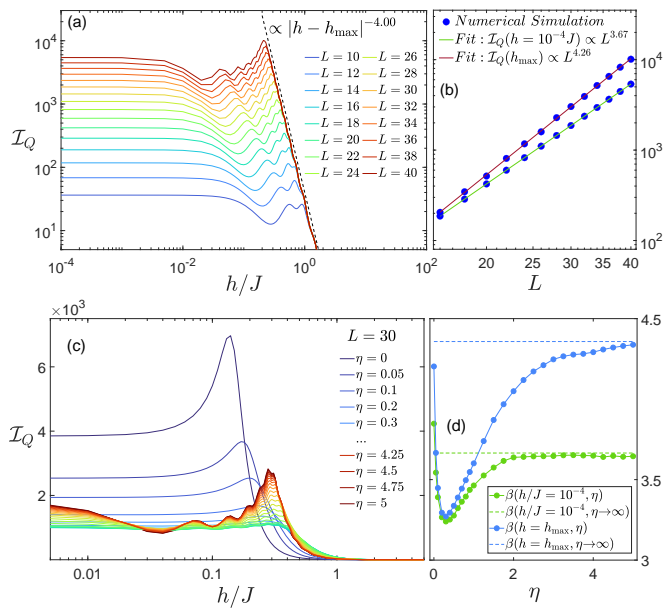 (a)
∝ |h − h_max|^−4.00
10^4
10^3
10^2
10^1
I_Q
L = 10
L = 12
L = 14
L = 16
L = 18
L = 20
L = 22
L = 24
L = 26
L = 28
L = 30
L = 32
L = 34
L = 36
L = 38
L = 40
10^-4
10^-2
10^0
10^2
h/J
Numerical Simulation
Fit : I_Q(h = 10^−4 J) ∝ L^3.67
Fit : I_Q(h_max) ∝ L^4.26
(b)
10^4
10^3
10^2
20
25
30
35
40
L
×10^3
(c)
6
4
2
I_Q
L = 30
η = 0
η = 0.05
η = 0.1
η = 0.2
η = 0.3
...
η = 4.25
η = 4.5
η = 4.75
η = 5
0.01
0.1
1
h/J
(d)
4.5
4
3.5
3
β(h/J = 10^−4, η)
β(h/J = 10^−4, η→∞)
β(h = h_max, η)
β(h = h_max, η→∞)
0
2
4
η